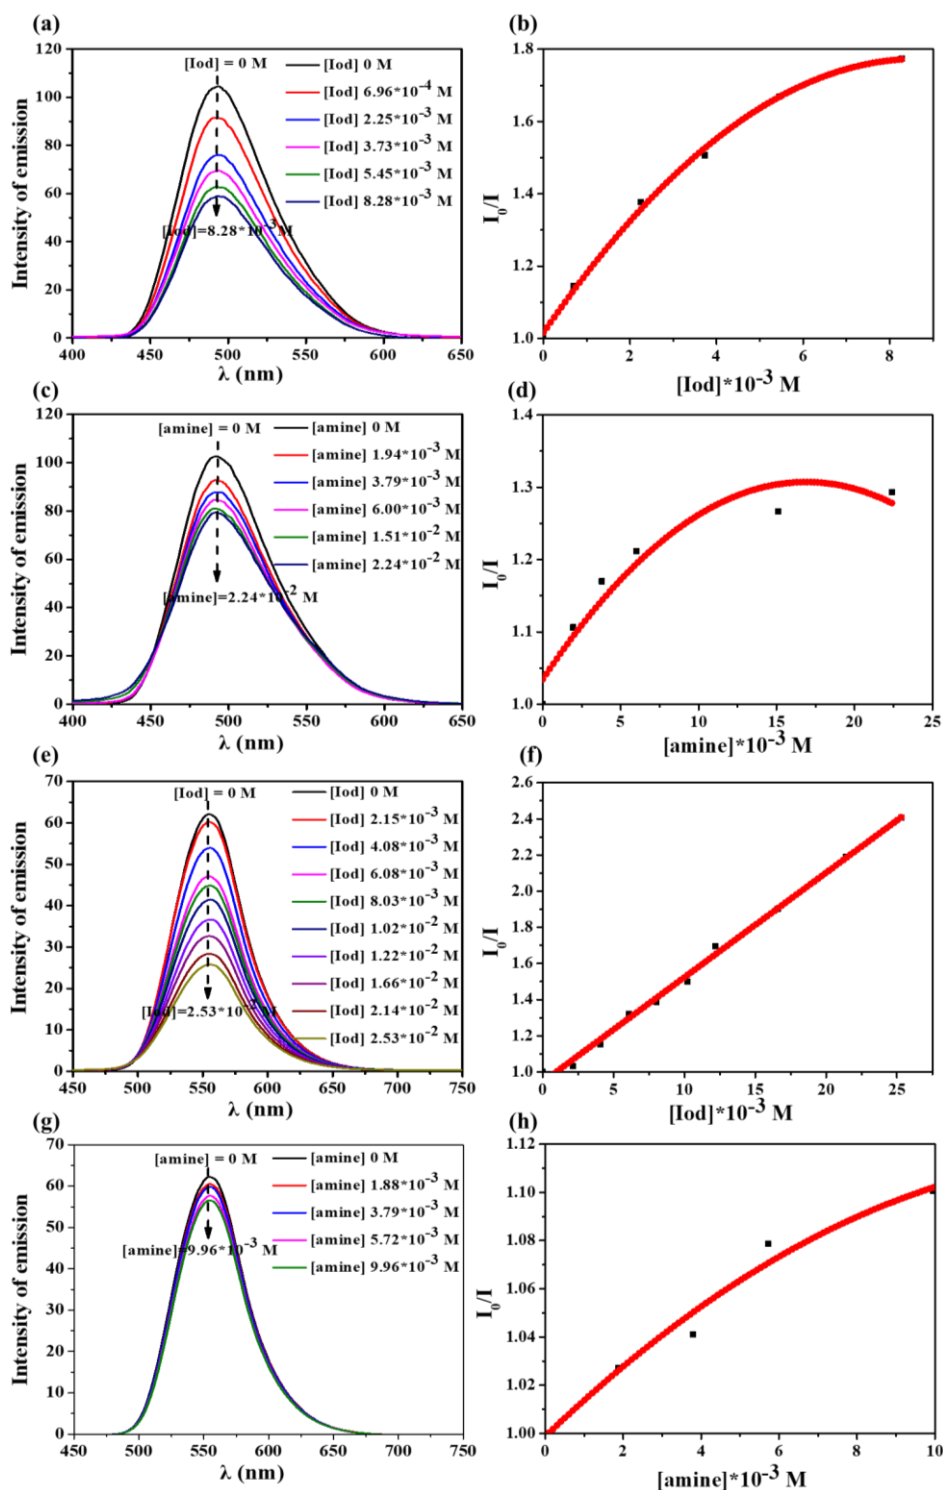 (a)
[Iod] = 0 M
[Iod] 0 M
[Iod] 6.96*10-4 M
[Iod] 2.25*10-3 M
[Iod] 3.73*10-3 M
[Iod] 5.45*10-3 M
[Iod] 8.28*10-3 M
[Iod]=8.28*10-3 M
120
100
80
60
40
20
0
400 450 500 550 600 650
Intensity of emission
λ (nm)
(b)
1.8
1.6
1.4
1.2
1.0
0 2 4 6 8
I0/I
[Iod]*10-3 M
(c)
[amine] = 0 M
[amine] 0 M
[amine] 1.94*10-3 M
[amine] 3.79*10-3 M
[amine] 6.00*10-3 M
[amine] 1.51*10-2 M
[amine] 2.24*10-2 M
[amine]=2.24*10-2 M
120
100
80
60
40
20
0
400 450 500 550 600 650
Intensity of emission
λ (nm)
(d)
1.4
1.3
1.2
1.1
1.0
0 5 10 15 20 25
I0/I
[amine]*10-3 M
(e)
[Iod] = 0 M
[Iod] 0 M
[Iod] 2.15*10-3 M
[Iod] 4.08*10-3 M
[Iod] 6.08*10-3 M
[Iod] 8.03*10-3 M
[Iod] 1.02*10-2 M
[Iod] 1.22*10-2 M
[Iod] 1.66*10-2 M
[Iod] 2.14*10-2 M
[Iod] 2.53*10-2 M
[Iod]=2.53*10-2 M
70
60
50
40
30
20
10
0
450 500 550 600 650 700 750
Intensity of emission
λ (nm)
(f)
2.6
2.4
2.2
2.0
1.8
1.6
1.4
1.2
1.0
0 5 10 15 20 25
I0/I
[Iod]*10-3 M
(g)
[amine] = 0 M
[amine] 0 M
[amine] 1.88*10-3 M
[amine] 3.79*10-3 M
[amine] 5.72*10-3 M
[amine] 9.96*10-3 M
[amine]=9.96*10-3 M
70
60
50
40
30
20
10
0
450 500 550 600 650 700 750
Intensity of emission
λ (nm)
(h)
1.12
1.10
1.08
1.06
1.04
1.02
1.00
2 4 6 8 10
I0/I
[amine]*10-3 M